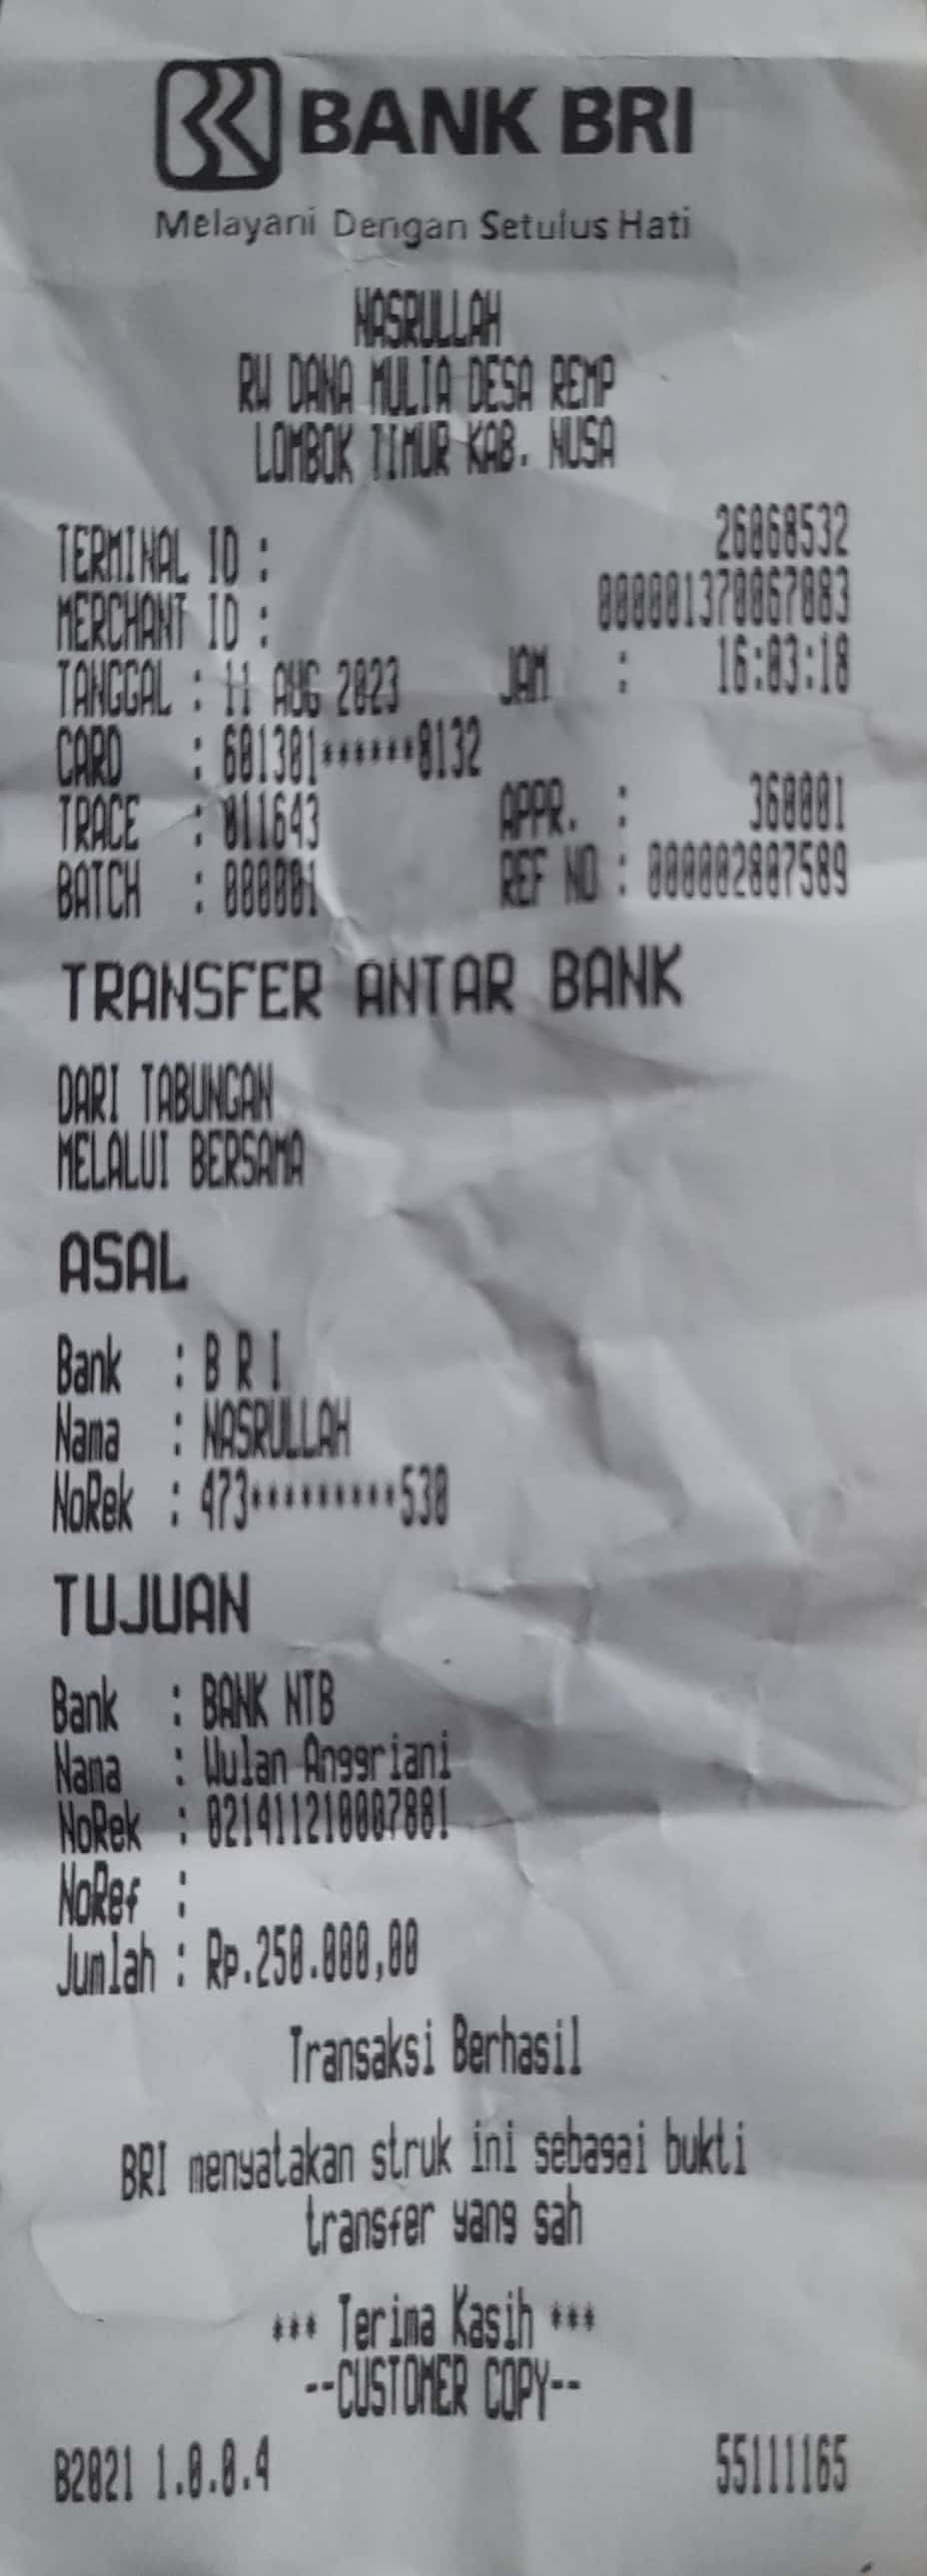 BANK BRI
Melayani Dengan Setulus Hati
NASRULLAH
RW DANA MULIA DESA REMP
LOMBOK TIMUR KAB. NUSA
TERMINAL ID : 26068532
MERCHANT ID : 000001370067083
TANGGAL : 11 AUG 2023 JAM : 16:03:18
CARD : 601301******8132
TRACE : 011643 APPR. : 360001
BATCH : 000001 REF NO : 000002807589
TRANSFER ANTAR BANK
DARI TABUNGAN
MELALUI BERSAMA
ASAL
Bank : B R I
Nama : NASRULLAH
NoRek : 473*********530
TUJUAN
Bank : BANK NTB
Nama : Wulan Anggriani
NoRek : 021411210007881
NoRef :
Jumlah : Rp.250.000,00
Transaksi Berhasil
BRI menyatakan struk ini sebagai bukti
transfer yang sah
*** Terima Kasih ***
--CUSTOMER COPY--
B2021 1.0.0.4 55111165